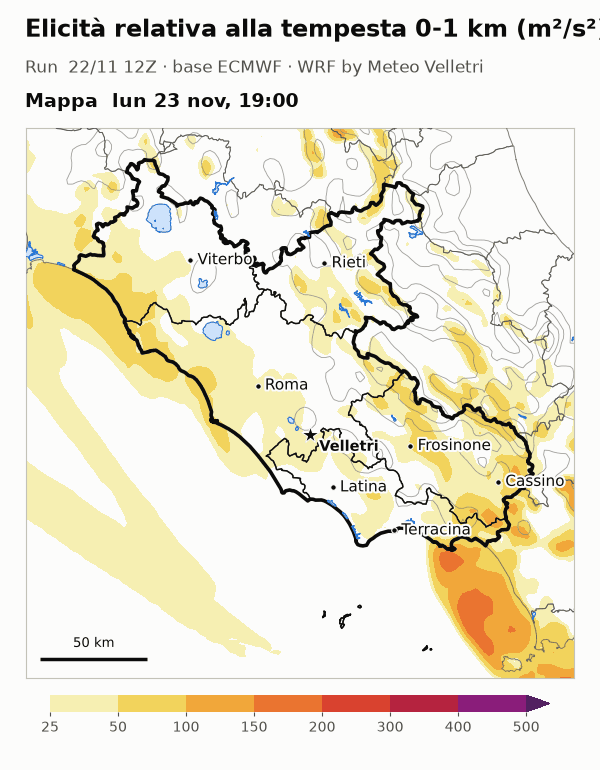 Elicità relativa alla tempesta 0-1 km (m²/s²)
Run 22/11 12Z · base ECMWF · WRF by Meteo Velletri
Mappa lun 23 nov, 19:00
Viterbo
Rieti
Roma
Velletri
Frosinone
Cassino
Latina
Terracina
50 km
25 50 100 150 200 300 400 500